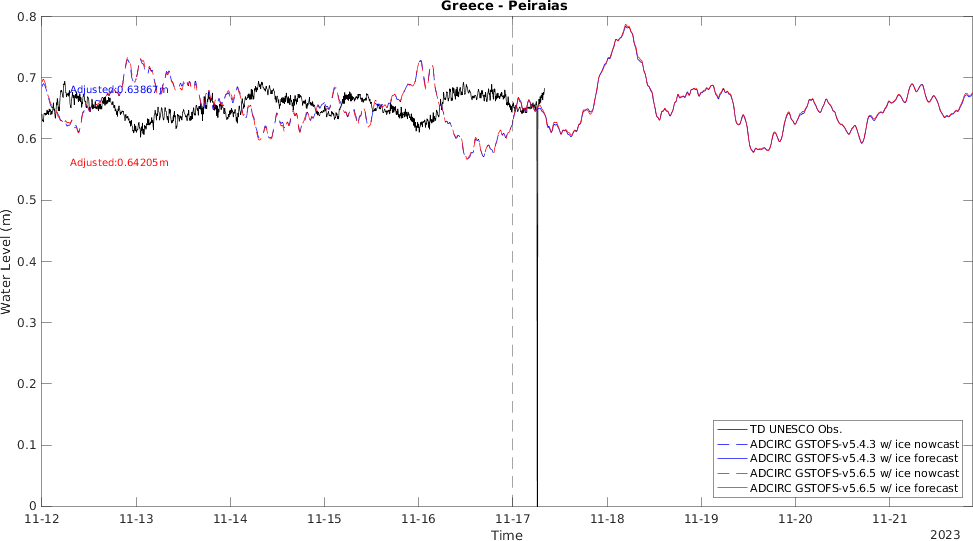 Greece - Peiraias
0.8
0.7
0.6
0.5
0.4
0.3
0.2
0.1
0
Water Level (m)
Adjusted:0.63867m
Adjusted:0.64205m
TD UNESCO Obs.
ADCIRC GSTOFS-v5.4.3 w/ ice nowcast
ADCIRC GSTOFS-v5.4.3 w/ ice forecast
ADCIRC GSTOFS-v5.6.5 w/ ice nowcast
ADCIRC GSTOFS-v5.6.5 w/ ice forecast
11-12 11-13 11-14 11-15 11-16 11-17 11-18 11-19 11-20 11-21
Time
2023